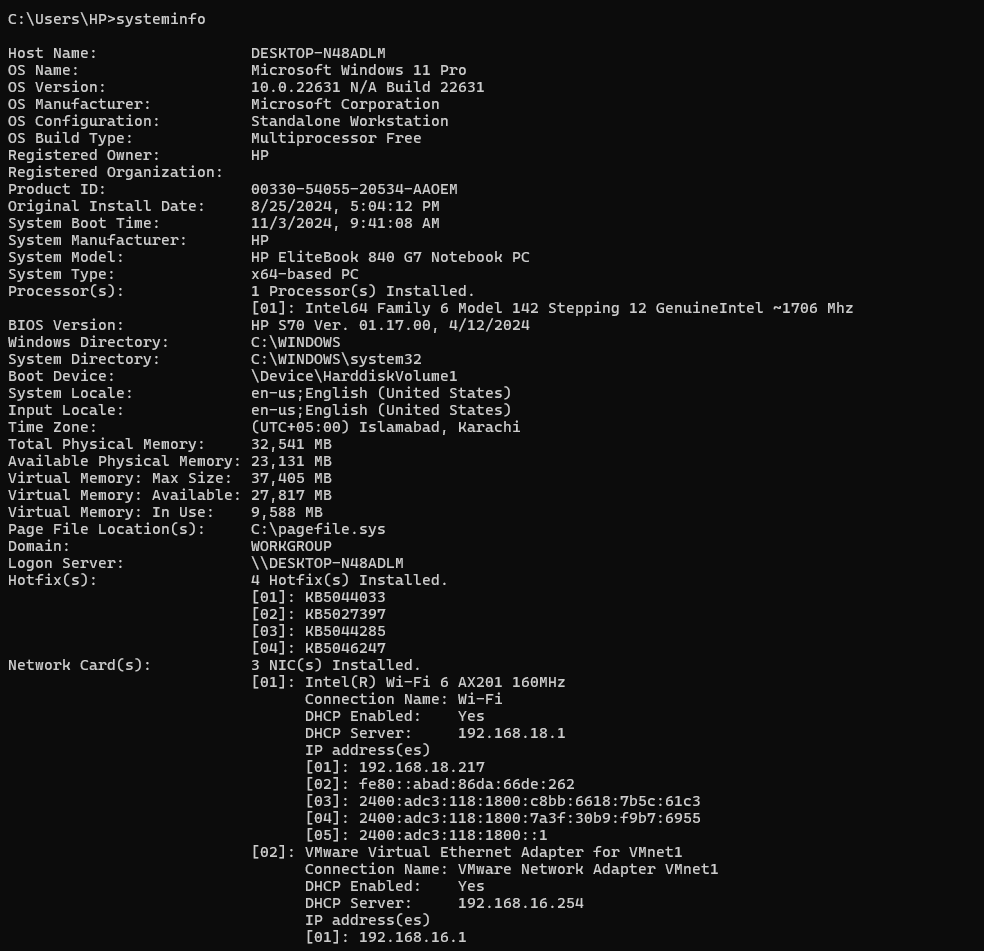 C:\Users\HP>systeminfo
Host Name: DESKTOP-N48ADLM
OS Name: Microsoft Windows 11 Pro
OS Version: 10.0.22631 N/A Build 22631
OS Manufacturer: Microsoft Corporation
OS Configuration: Standalone Workstation
OS Build Type: Multiprocessor Free
Registered Owner: HP
Registered Organization:
Product ID: 00330-54055-20534-AAOEM
Original Install Date: 8/25/2024, 5:04:12 PM
System Boot Time: 11/3/2024, 9:41:08 AM
System Manufacturer: HP
System Model: HP EliteBook 840 G7 Notebook PC
System Type: x64-based PC
Processor(s): 1 Processor(s) Installed.
[01]: Intel64 Family 6 Model 142 Stepping 12 GenuineIntel ~1706 Mhz
BIOS Version: HP S70 Ver. 01.17.00, 4/12/2024
Windows Directory: C:\WINDOWS
System Directory: C:\WINDOWS\system32
Boot Device: \Device\HarddiskVolume1
System Locale: en-us;English (United States)
Input Locale: en-us;English (United States)
Time Zone: (UTC+05:00) Islamabad, Karachi
Total Physical Memory: 32,541 MB
Available Physical Memory: 23,131 MB
Virtual Memory: Max Size: 37,405 MB
Virtual Memory: Available: 27,817 MB
Virtual Memory: In Use: 9,588 MB
Page File Location(s): C:\pagefile.sys
Domain: WORKGROUP
Logon Server: \\DESKTOP-N48ADLM
Hotfix(s): 4 Hotfix(s) Installed.
[01]: KB5044033
[02]: KB5027397
[03]: KB5044285
[04]: KB5046247
Network Card(s): 3 NIC(s) Installed.
[01]: Intel(R) Wi-Fi 6 AX201 160MHz
Connection Name: Wi-Fi
DHCP Enabled: Yes
DHCP Server: 192.168.18.1
IP address(es)
[01]: 192.168.18.217
[02]: fe80::abad:86da:66de:262
[03]: 2400:adc3:118:1800:c8bb:6618:7b5c:61c3
[04]: 2400:adc3:118:1800:7a3f:30b9:f9b7:6955
[05]: 2400:adc3:118:1800::1
[02]: VMware Virtual Ethernet Adapter for VMnet1
Connection Name: VMware Network Adapter VMnet1
DHCP Enabled: Yes
DHCP Server: 192.168.16.254
IP address(es)
[01]: 192.168.16.1